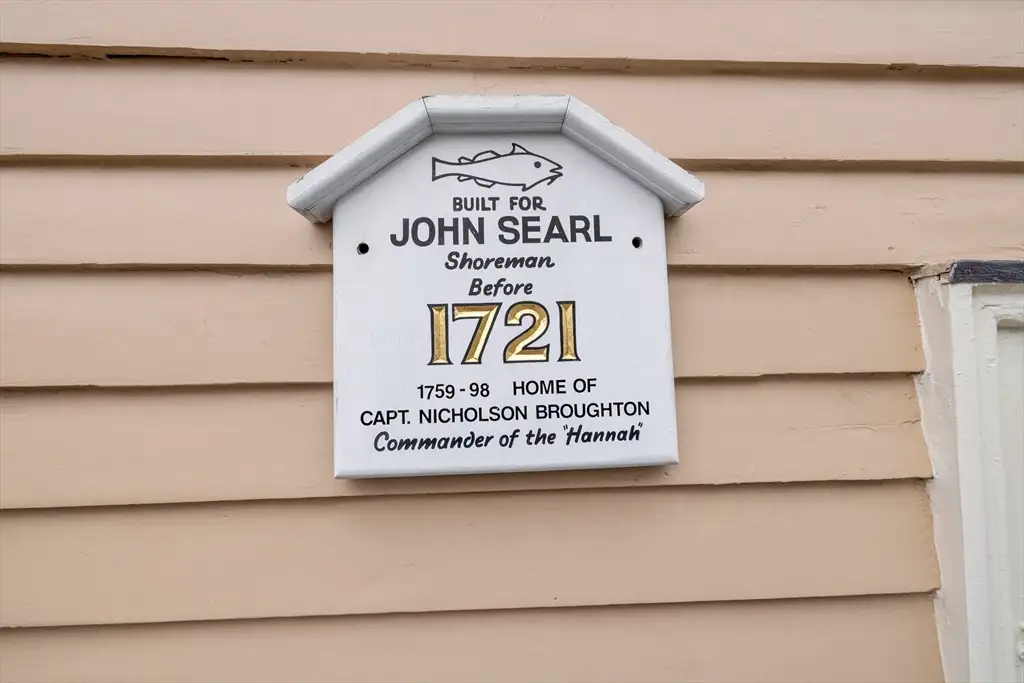 BUILT FOR
JOHN SEARL
Shoreman
Before
1721
1759-98 HOME OF
CAPT. NICHOLSON BROUGHTON
Commander of the "Hannah"